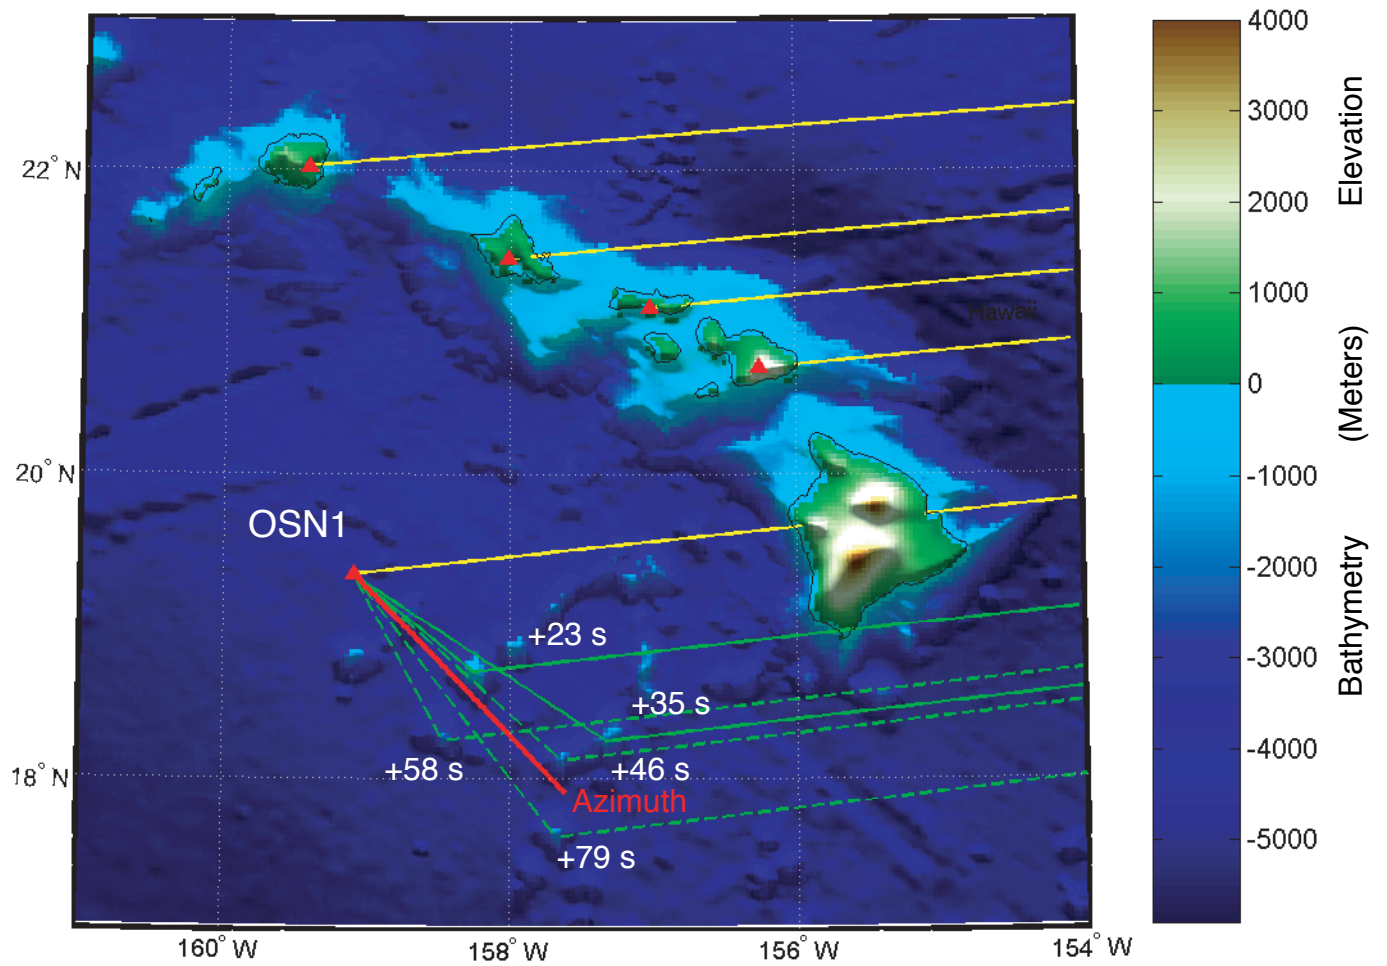 4000
3000
2000
1000
0
-1000
-2000
-3000
-4000
-5000
Elevation
(Meters)
Bathymetry
22° N
20° N
18° N
160° W
158° W
156° W
154° W
Hawaii
OSN1
+23 s
+35 s
+58 s
+46 s
Azimuth
+79 s